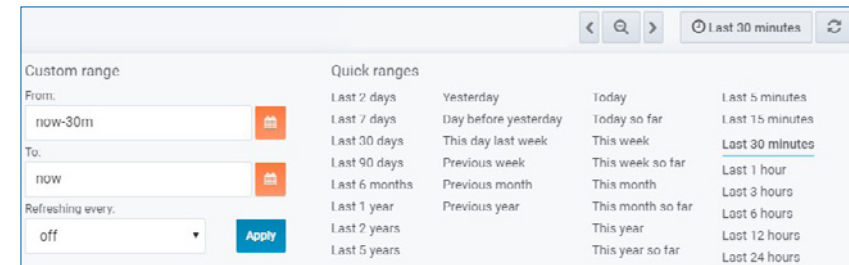 Last 30 minutes
Custom range
From:
now-30m
To:
now
Refreshing every:
off
Apply
Quick ranges
Last 2 days
Last 7 days
Last 30 days
Last 90 days
Last 6 months
Last 1 year
Last 2 years
Last 5 years
Yesterday
Day before yesterday
This day last week
Previous week
Previous month
Previous year
Today
Today so far
This week
This week so far
This month
This month so far
This year
This year so far
Last 5 minutes
Last 15 minutes
Last 30 minutes
Last 1 hour
Last 3 hours
Last 6 hours
Last 12 hours
Last 24 hours